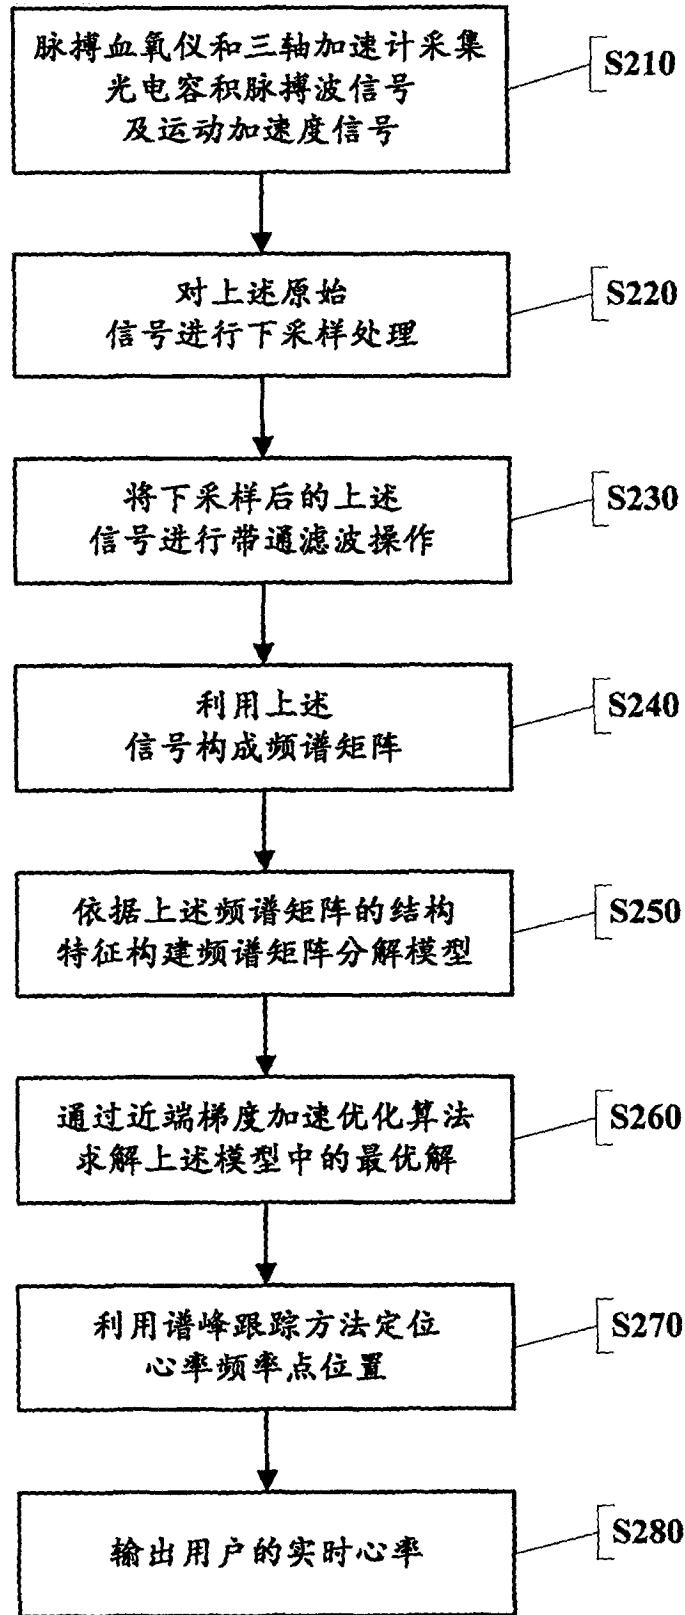 脉搏血氧仪和三轴加速计采集
光电容积脉搏波信号
及运动加速度信号
S210
对上述原始
信号进行下采样处理
S220
将下采样后的上述
信号进行带通滤波操作
S230
利用上述
信号构成频谱矩阵
S240
依据上述频谱矩阵的结构
特征构建频谱矩阵分解模型
S250
通过近端梯度加速优化算法
求解上述模型中的最优解
S260
利用谱峰跟踪方法定位
心率频率点位置
S270
输出用户的实时心率
S280